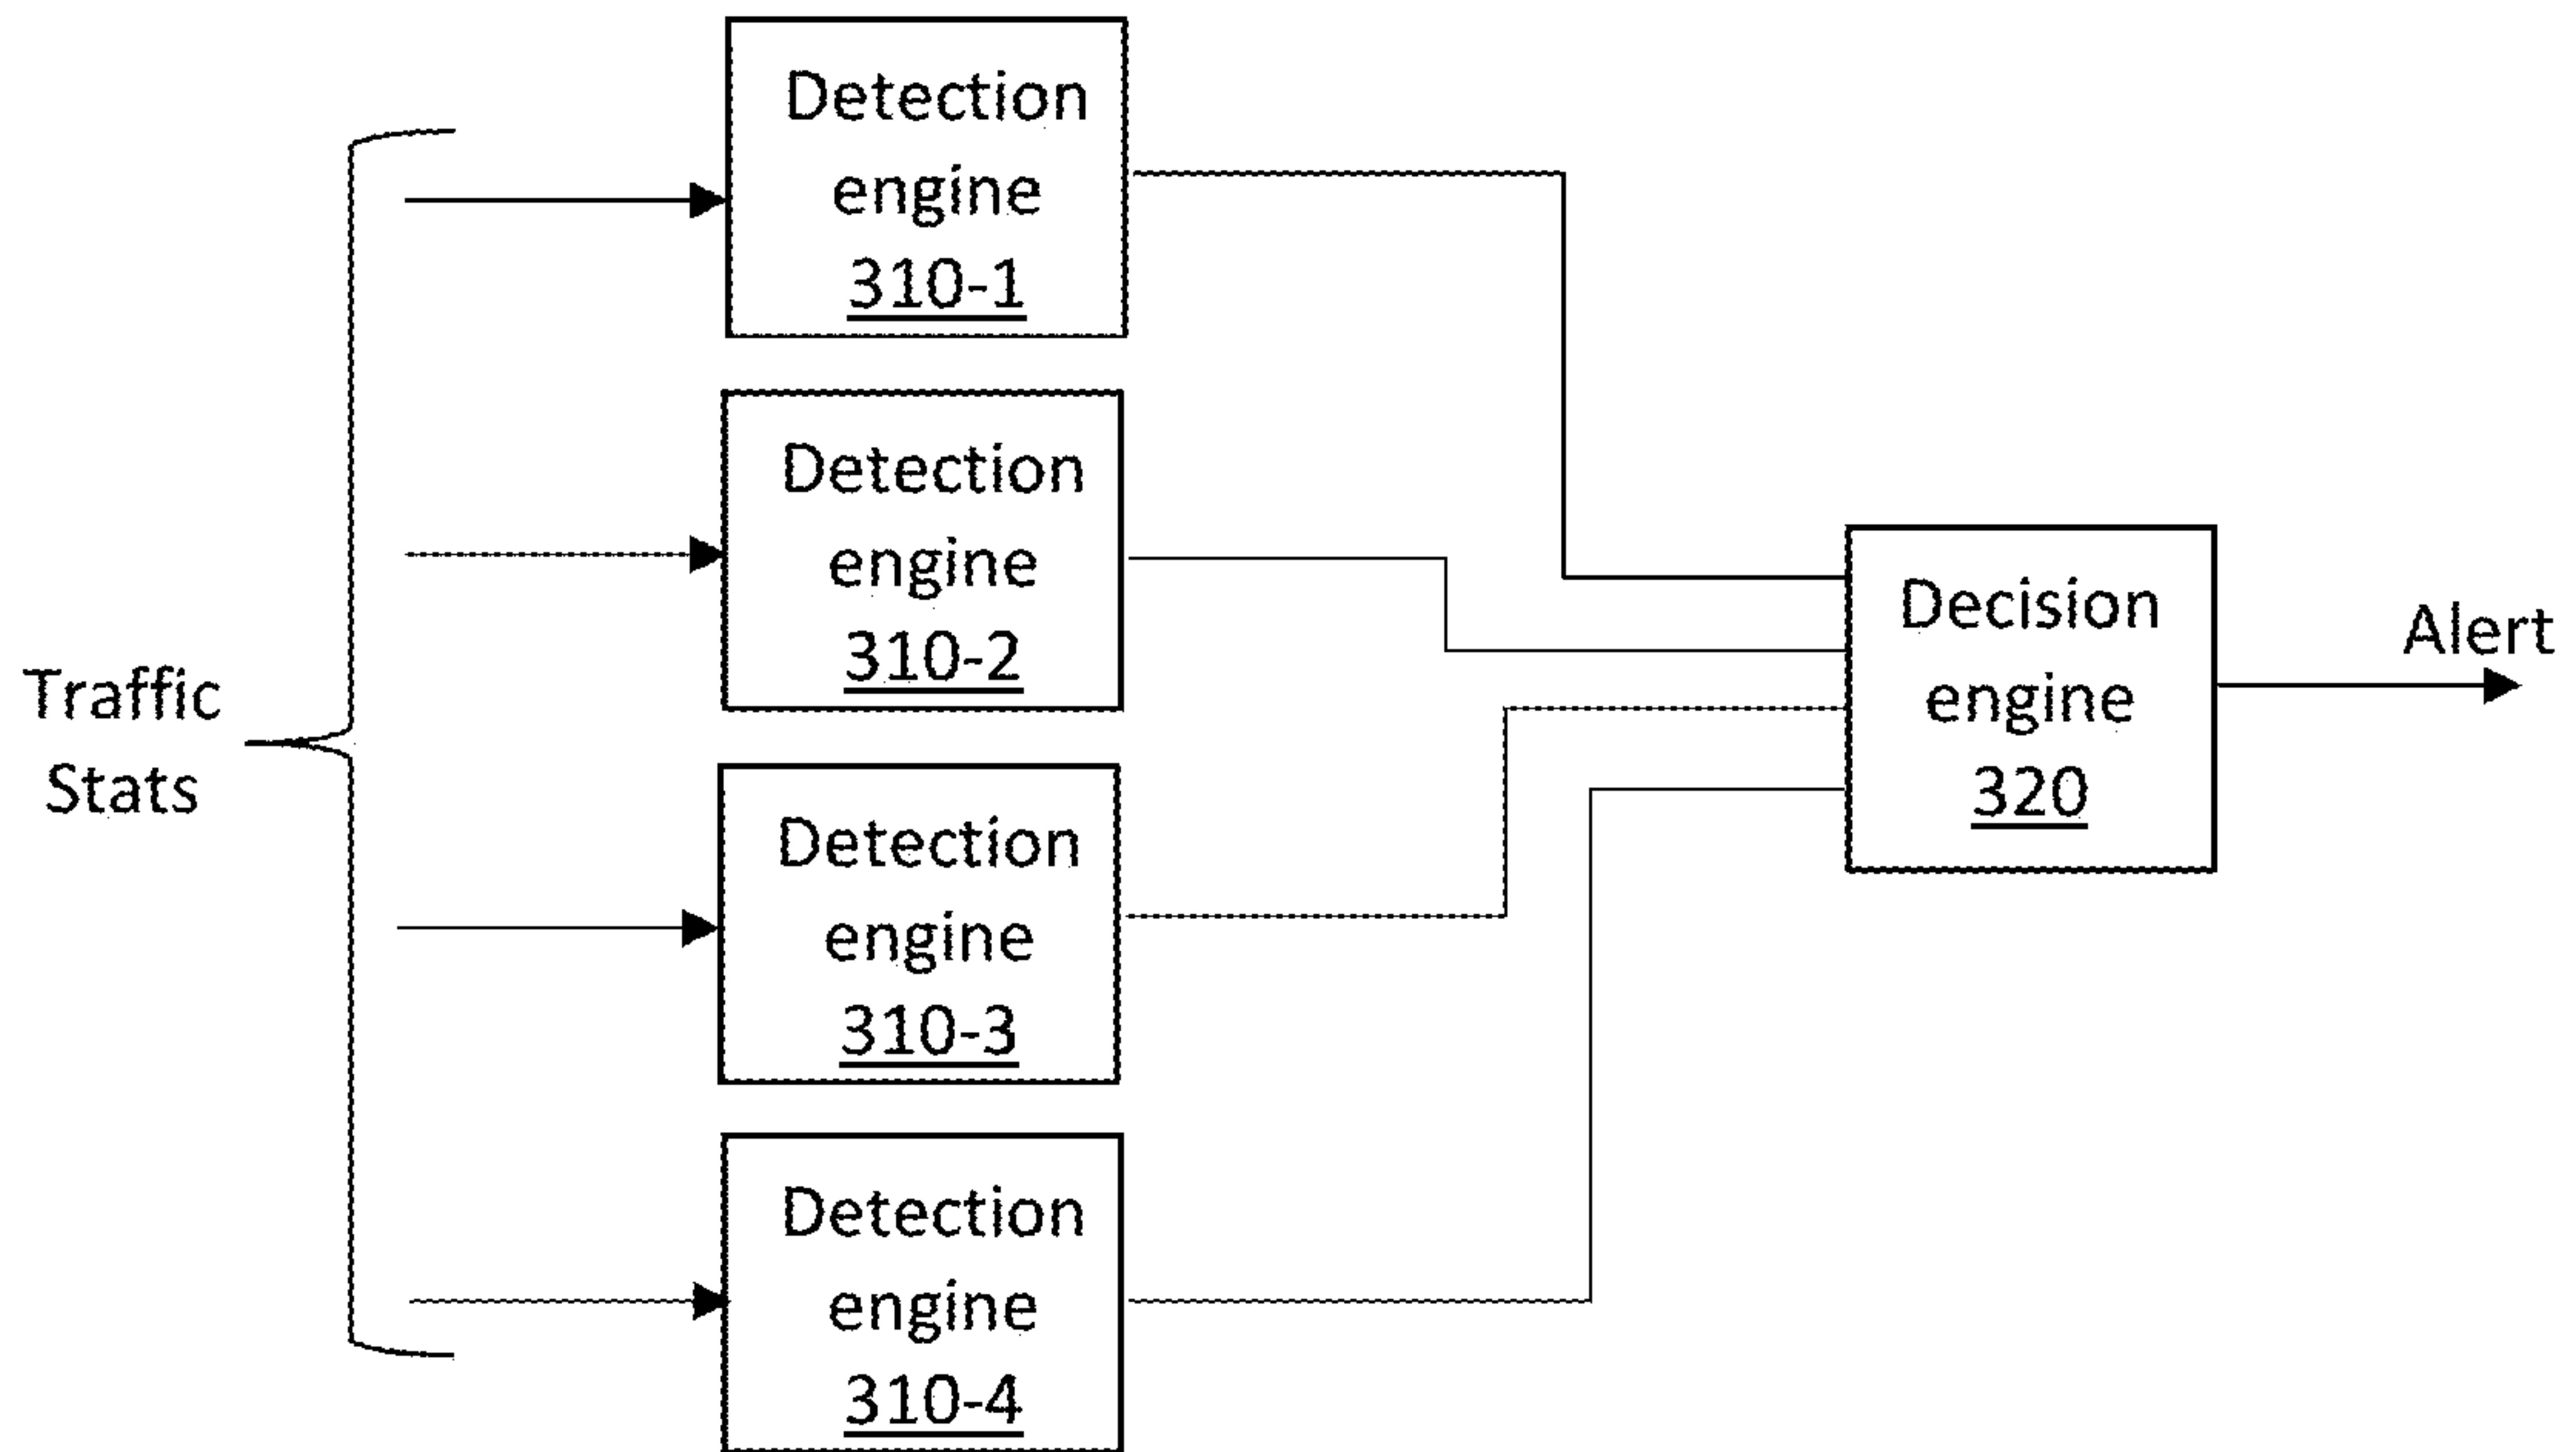 Detection
engine
310-1
Detection
engine
310-2
Traffic
Stats
Detection
engine
310-3
Detection
engine
310-4
Decision
engine
320
Alert